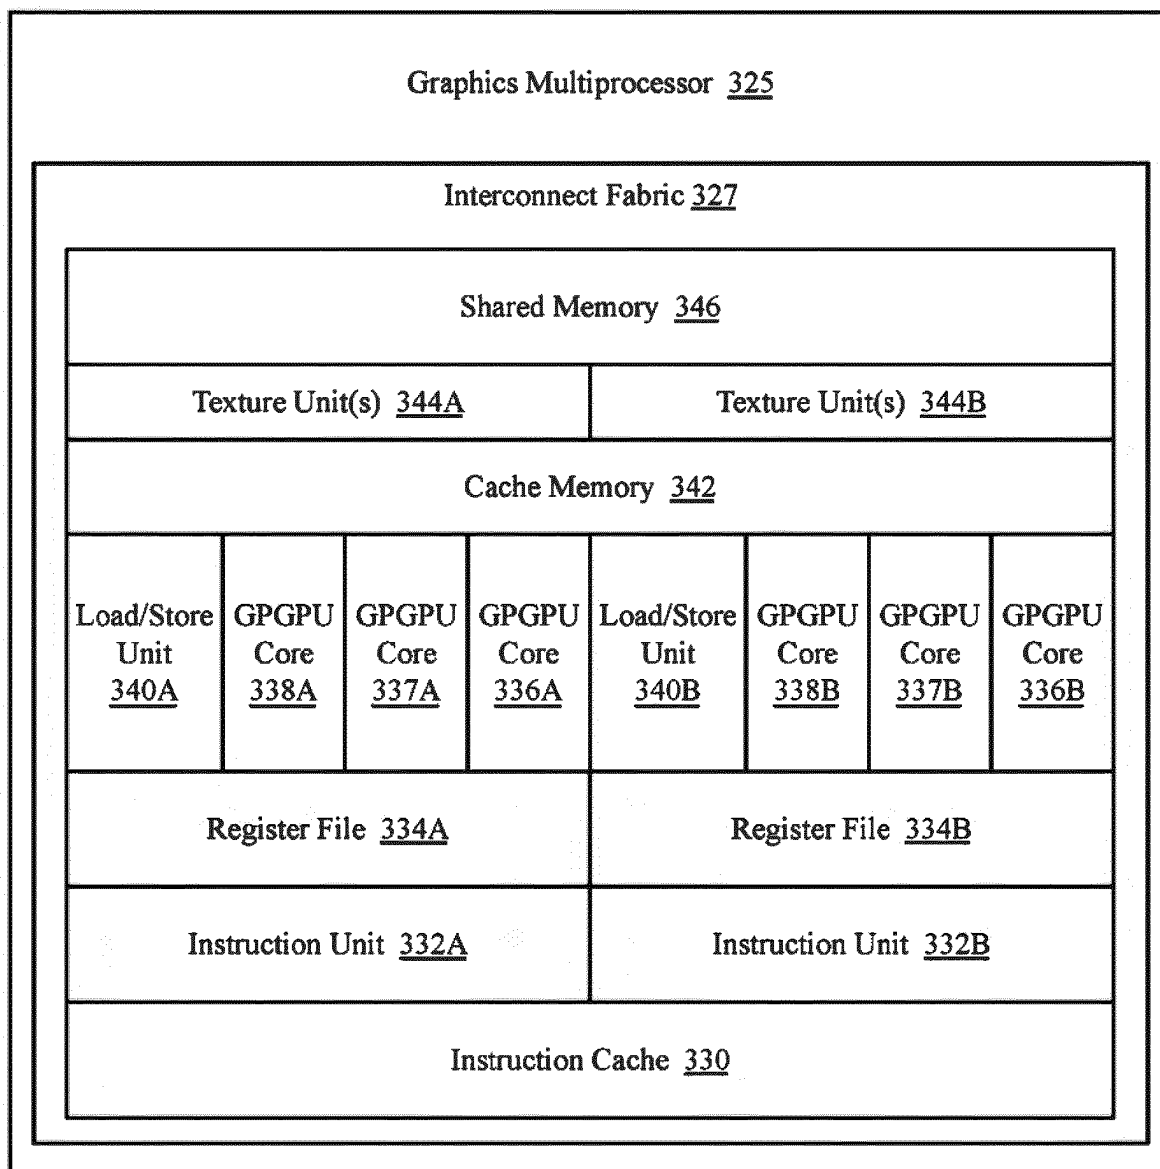 Graphics Multiprocessor 325
Interconnect Fabric 327
Shared Memory 346
Texture Unit(s) 344A
Texture Unit(s) 344B
Cache Memory 342
Load/Store
Unit
340A
GPGPU
Core
338A
GPGPU
Core
337A
GPGPU
Core
336A
Load/Store
Unit
340B
GPGPU
Core
338B
GPGPU
Core
337B
GPGPU
Core
336B
Register File 334A
Register File 334B
Instruction Unit 332A
Instruction Unit 332B
Instruction Cache 330